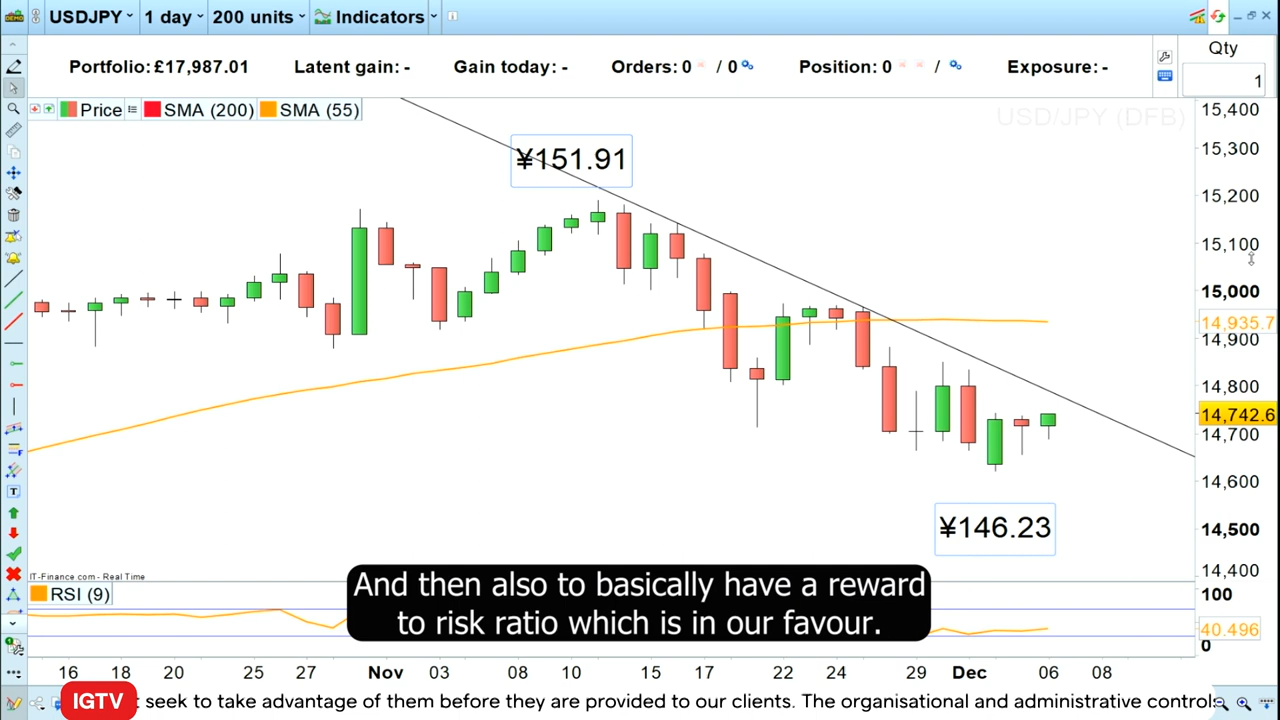 DEMO USDJPY 1 day 200 units Indicators
Portfolio: £17,987.01 Latent gain: - Gain today: - Orders: 0 / 0 Position: 0 / Exposure: - Qty
1
Price SMA (200) SMA (55)
USD/JPY (DFB)
15,400
15,300
15,200
15,100
15,000
14,935.7
14,900
14,800
14,742.6
14,700
14,600
14,500
14,400
¥151.91
¥146.23
IT-Finance.com - Real Time
RSI (9)
100
40.496
0
And then also to basically have a reward
to risk ratio which is in our favour.
16 18 20 25 27 Nov 03 08 10 15 17 22 24 29 Dec 06 08
IGTV
t seek to take advantage of them before they are provided to our clients. The organisational and administrative controls